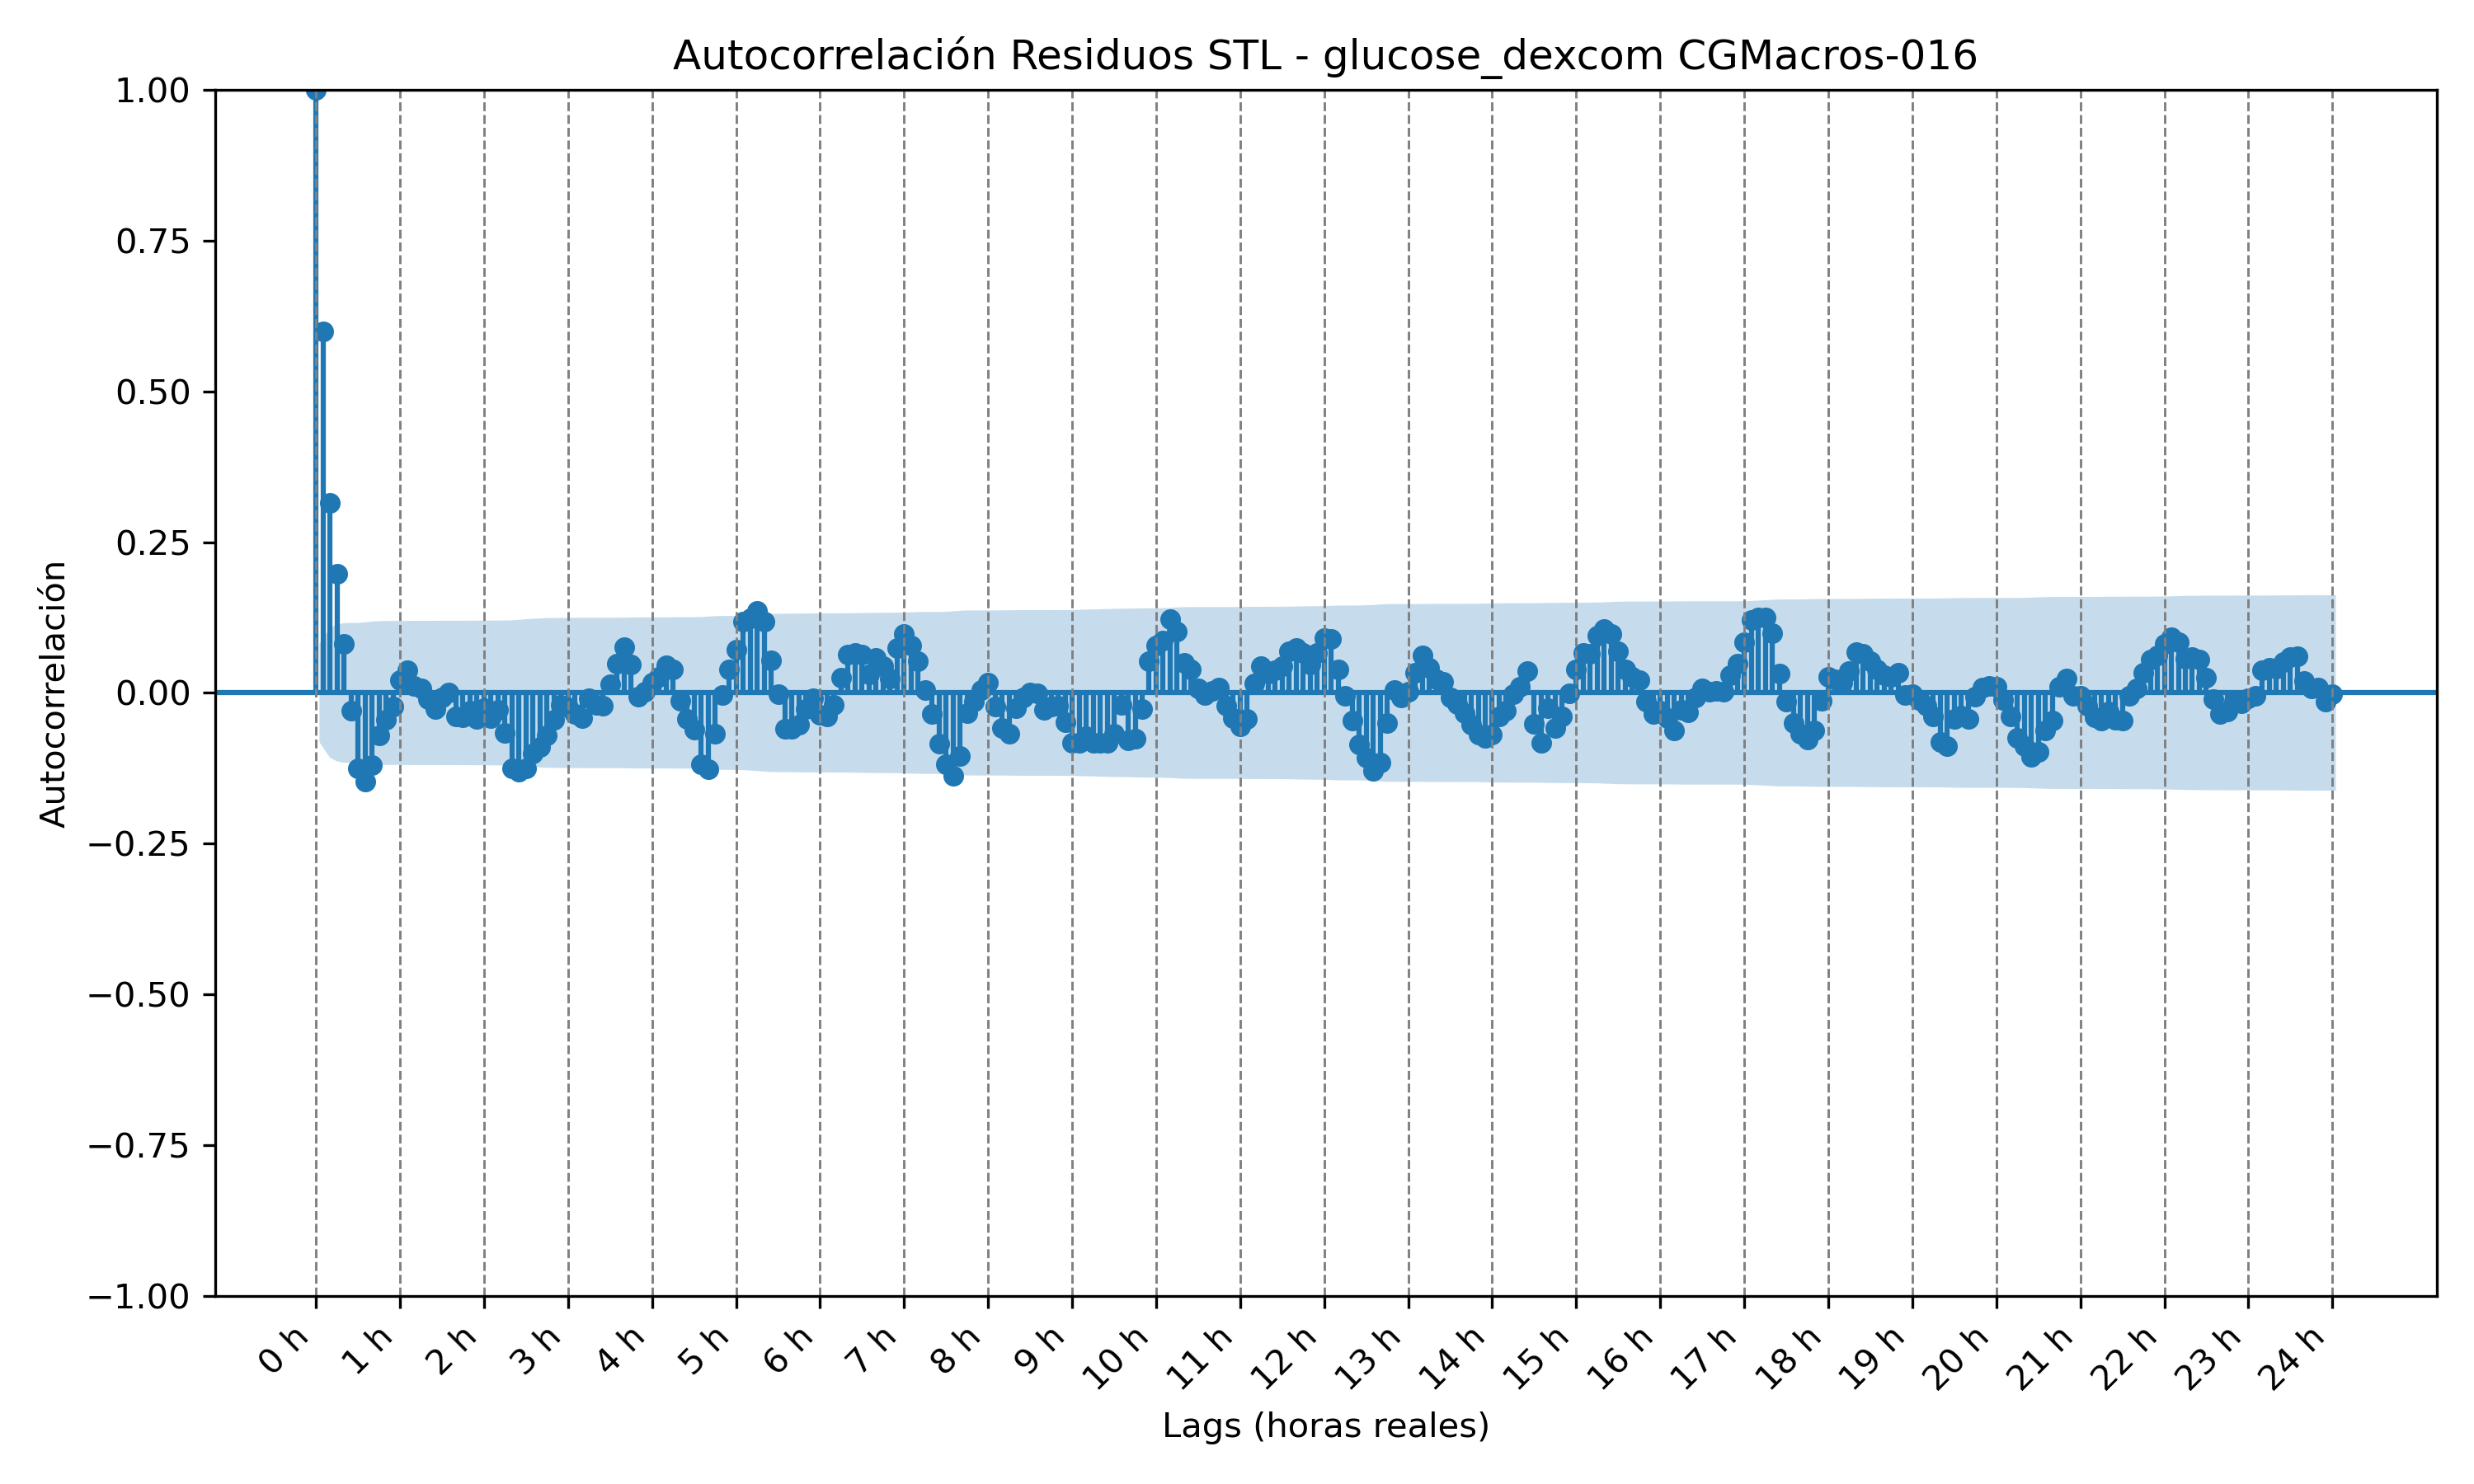 Autocorrelación Residuos STL - glucose_dexcom CGMacros-016
1.00
0.75
0.50
0.25
0.00
−0.25
−0.50
−0.75
−1.00
Autocorrelación
0 h
1 h
2 h
3 h
4 h
5 h
6 h
7 h
8 h
9 h
10 h
11 h
12 h
13 h
14 h
15 h
16 h
17 h
18 h
19 h
20 h
21 h
22 h
23 h
24 h
Lags (horas reales)